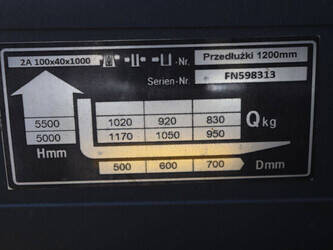 2A 100x40x1000 -Nr. Przedłużki 1200mm
Serien-Nr. FN598313
5500 1020 920 830 Q kg
5000 1170 1050 950
Hmm 500 600 700 Dmm